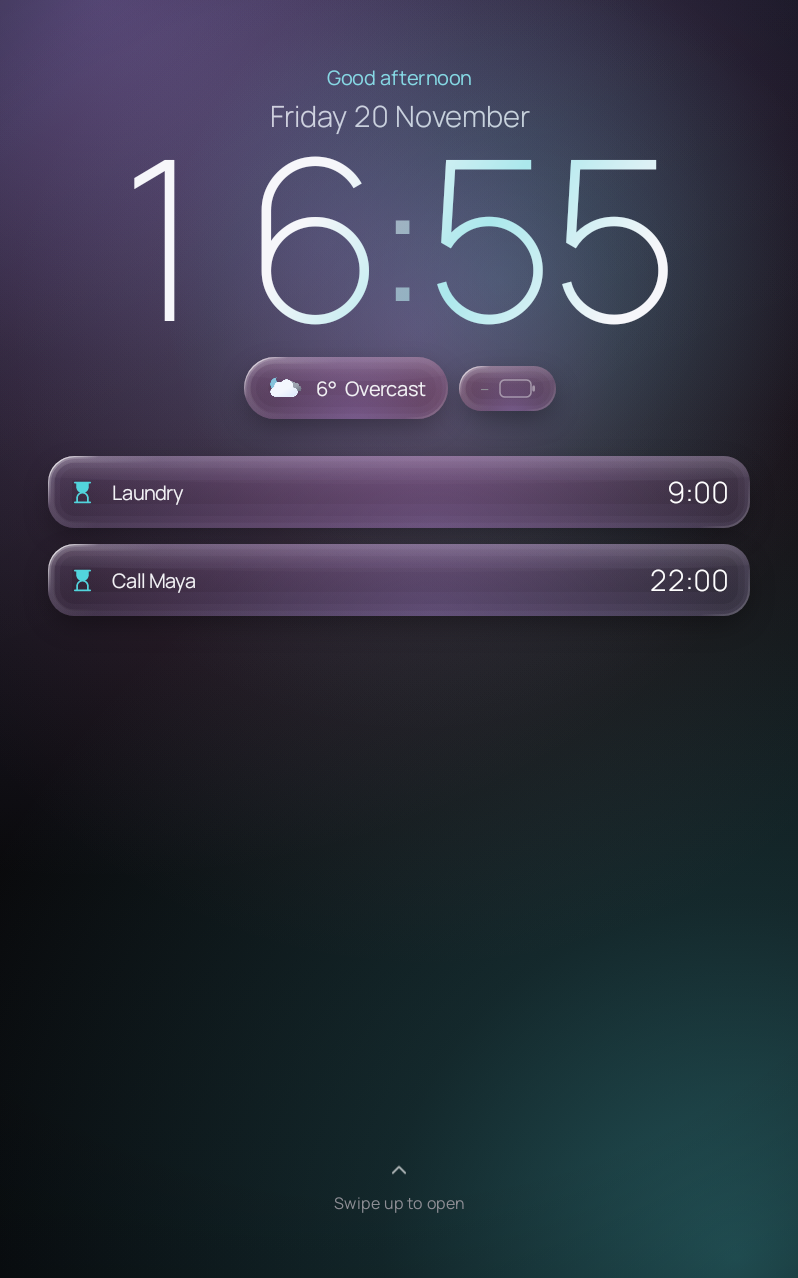 Good afternoon
Friday 20 November
16:55
6° Overcast
–
Laundry 9:00
Call Maya 22:00
Swipe up to open